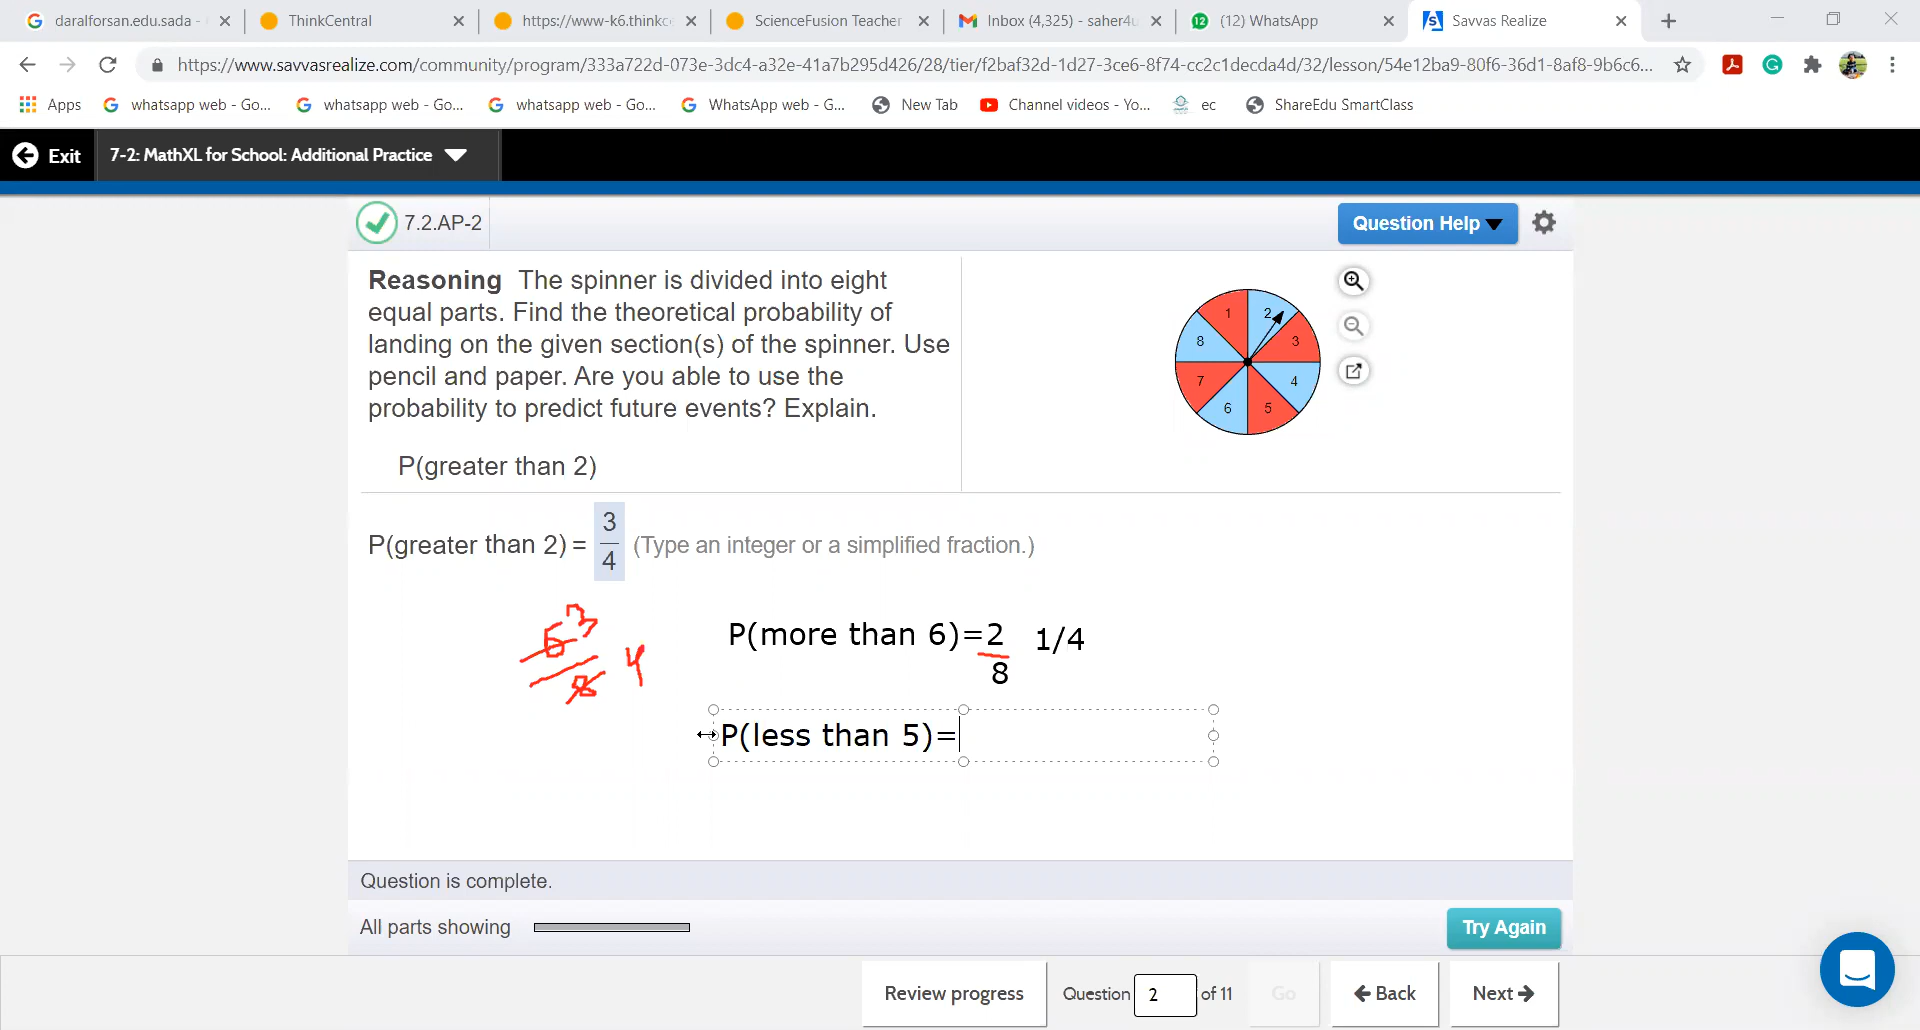 daralforsan.edu.sada -
ThinkCentral
https://www-k6.thinkce
ScienceFusion Teacher
Inbox (4,325) - saher4u
12
(12) WhatsApp
Savvas Realize
https://www.savvasrealize.com/community/program/333a722d-073e-3dc4-a32e-41a7b295d426/28/tier/f2baf32d-1d27-3ce6-8f74-cc2c1decda4d/32/lesson/54e12ba9-80f6-36d1-8af8-9b6c6...
Apps
whatsapp web - Go...
whatsapp web - Go...
whatsapp web - Go...
WhatsApp web - G...
New Tab
Channel videos - Yo...
ec
ShareEdu SmartClass
Exit
7-2: MathXL for School: Additional Practice
7.2.AP-2
Question Help
Reasoning The spinner is divided into eight
equal parts. Find the theoretical probability of
landing on the given section(s) of the spinner. Use
pencil and paper. Are you able to use the
probability to predict future events? Explain.
P(greater than 2)
1
2
3
4
5
6
7
8
P(greater than 2) = 3/4 (Type an integer or a simplified fraction.)
6 3
8 4
P(more than 6)=2 1/4
8
P(less than 5)=
Question is complete.
All parts showing
Try Again
Review progress
Question 2 of 11
Go
Back
Next